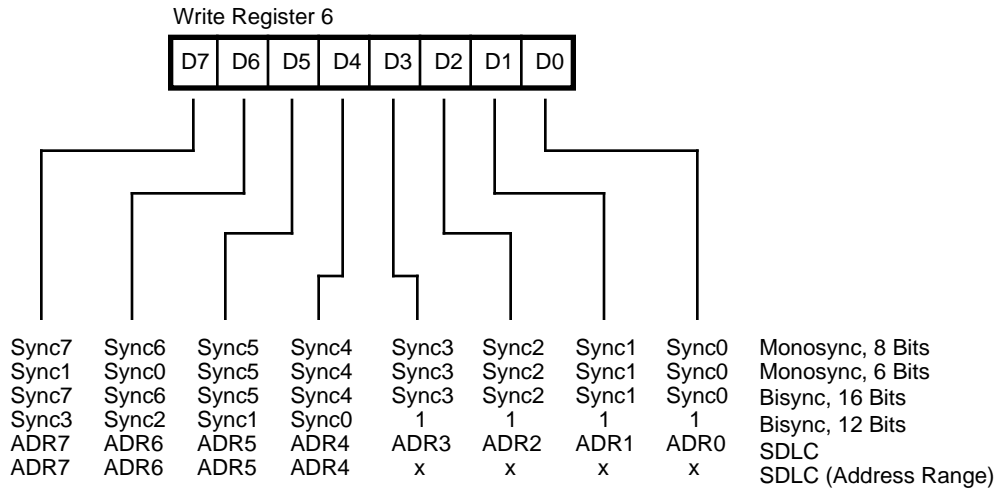 Write Register 6
D7 D6 D5 D4 D3 D2 D1 D0
Sync7 Sync6 Sync5 Sync4 Sync3 Sync2 Sync1 Sync0 Monosync, 8 Bits
Sync1 Sync0 Sync5 Sync4 Sync3 Sync2 Sync1 Sync0 Monosync, 6 Bits
Sync7 Sync6 Sync5 Sync4 Sync3 Sync2 Sync1 Sync0 Bisync, 16 Bits
Sync3 Sync2 Sync1 Sync0 1 1 1 1 Bisync, 12 Bits
ADR7 ADR6 ADR5 ADR4 ADR3 ADR2 ADR1 ADR0 SDLC
ADR7 ADR6 ADR5 ADR4 x x x x SDLC (Address Range)